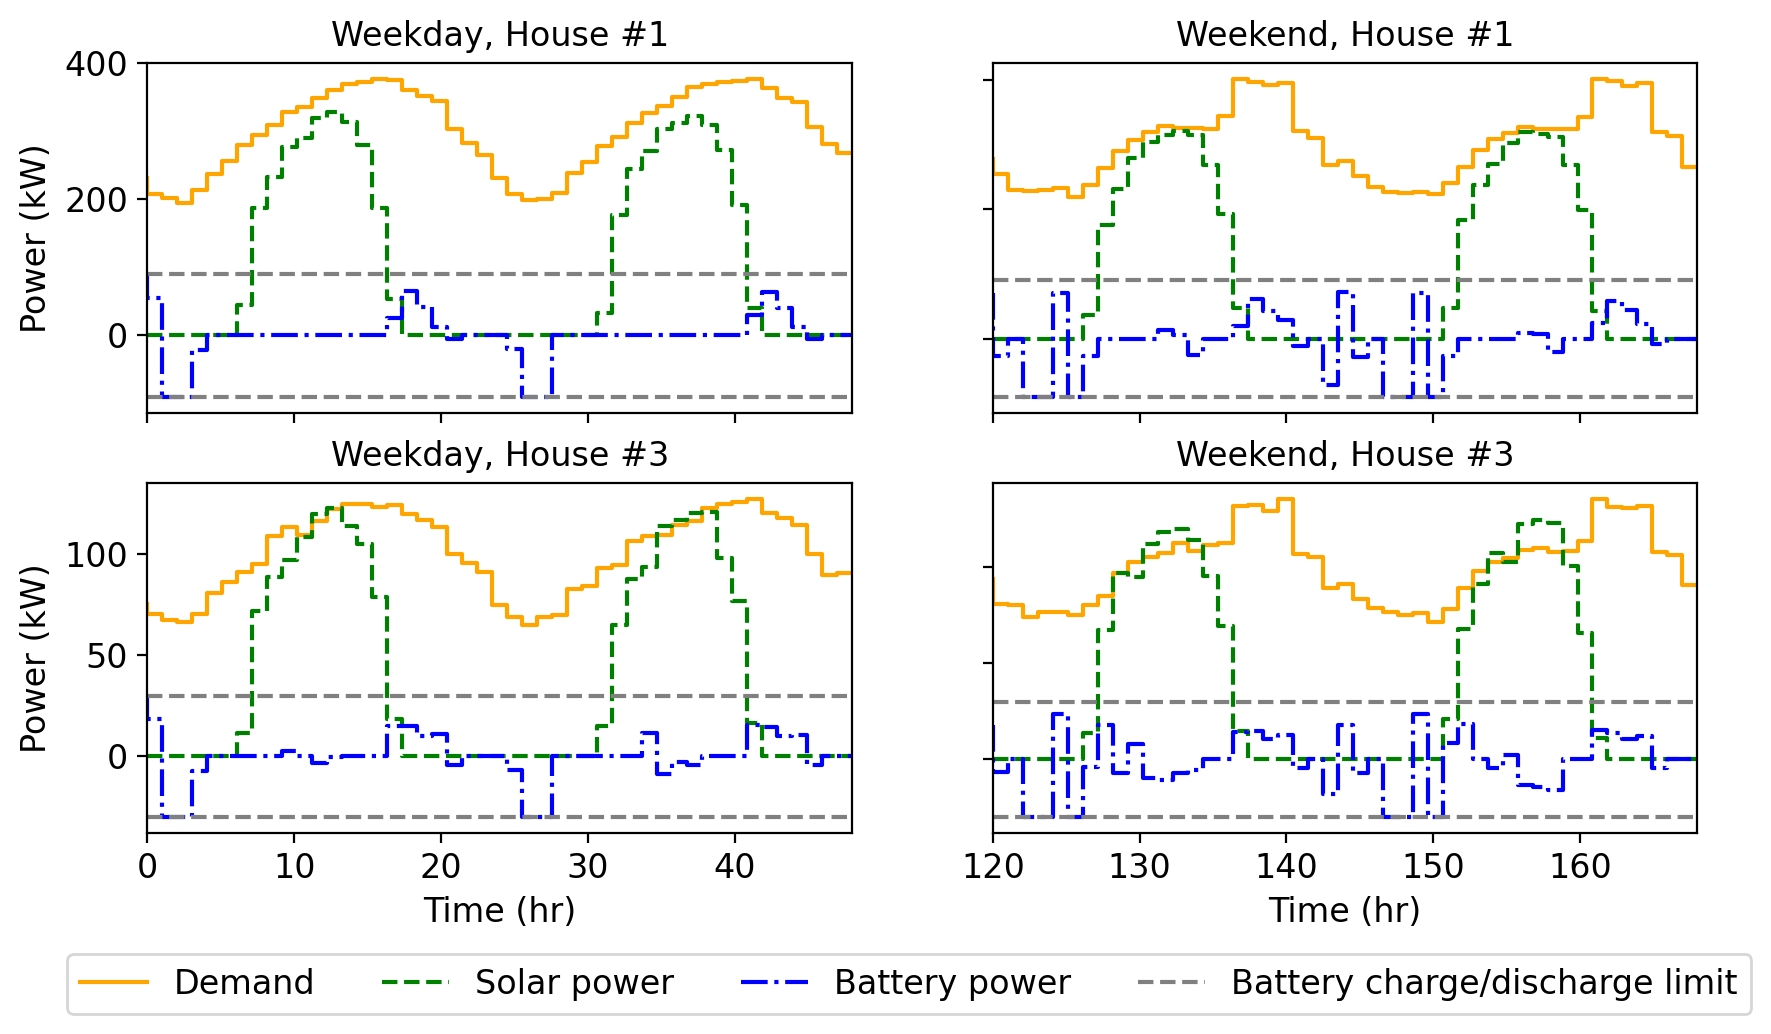 Weekday, House #1
Weekend, House #1
Power (kW)
400
200
0
Weekday, House #3
Weekend, House #3
Power (kW)
100
50
0
0 10 20 30 40
120 130 140 150 160
Time (hr)
Time (hr)
Demand Solar power Battery power Battery charge/discharge limit